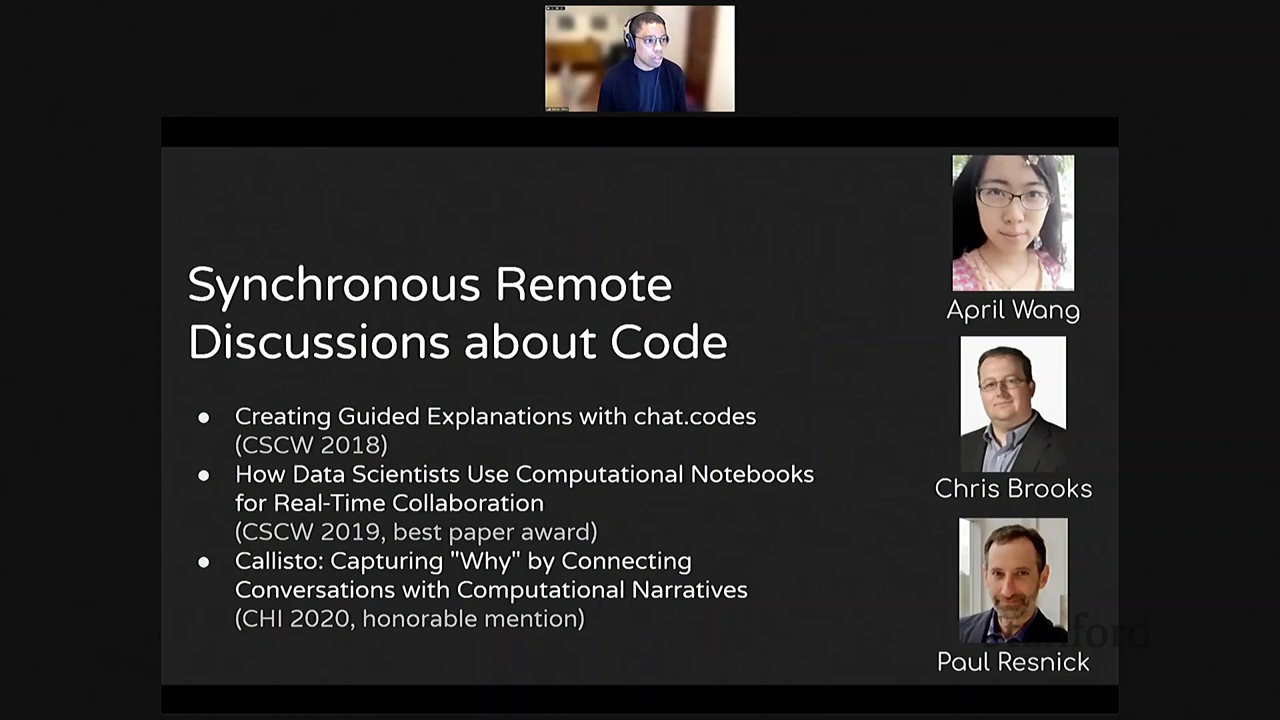 Synchronous Remote
Discussions about Code
● Creating Guided Explanations with chat.codes
(CSCW 2018)
● How Data Scientists Use Computational Notebooks
for Real-Time Collaboration
(CSCW 2019, best paper award)
● Callisto: Capturing "Why" by Connecting
Conversations with Computational Narratives
(CHI 2020, honorable mention)
April Wang
Chris Brooks
Paul Resnick
Stanford